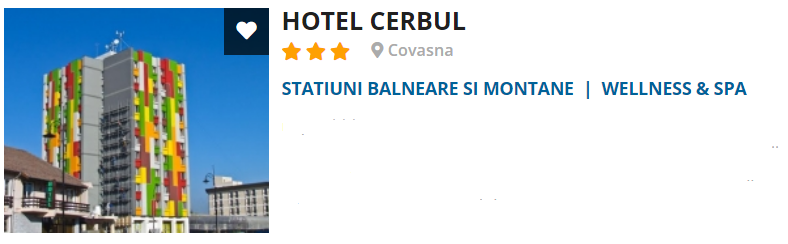 HOTEL CERBUL
Covasna
STATIUNI BALNEARE SI MONTANE | WELLNESS & SPA